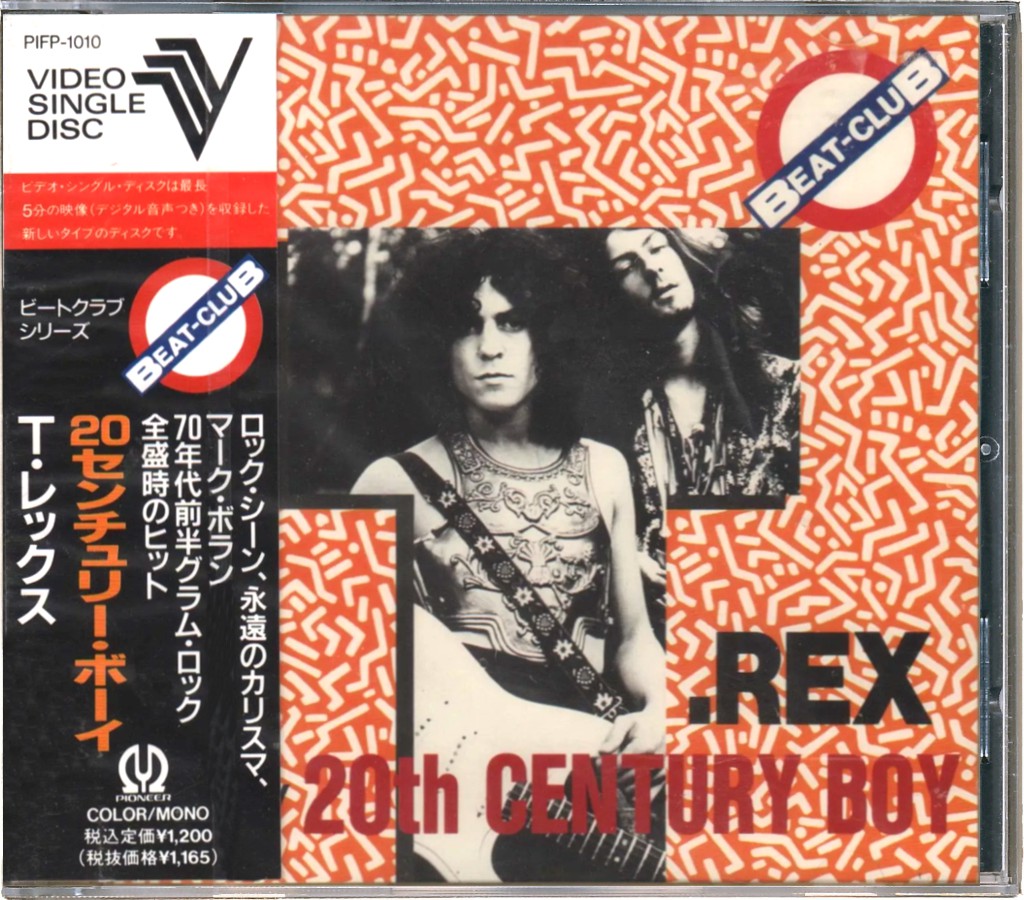 PIFP-1010
VIDEO
SINGLE
DISC
ビデオ・シングル・ディスクは最長
5分の映像(デジタル音声つき)を収録した
新しいタイプのディスクです。
ビートクラブ
シリーズ
BEAT-CLUB
ロック・シーン、永遠のカリスマ、
マーク・ボラン
70年代前半グラム・ロック
全盛時のヒット
20センチュリー・ボーイ
T・レックス
PIONEER
COLOR/MONO
税込定価¥1,200
(税抜価格¥1,165)
BEAT-CLUB
T.REX
20th CENTURY BOY